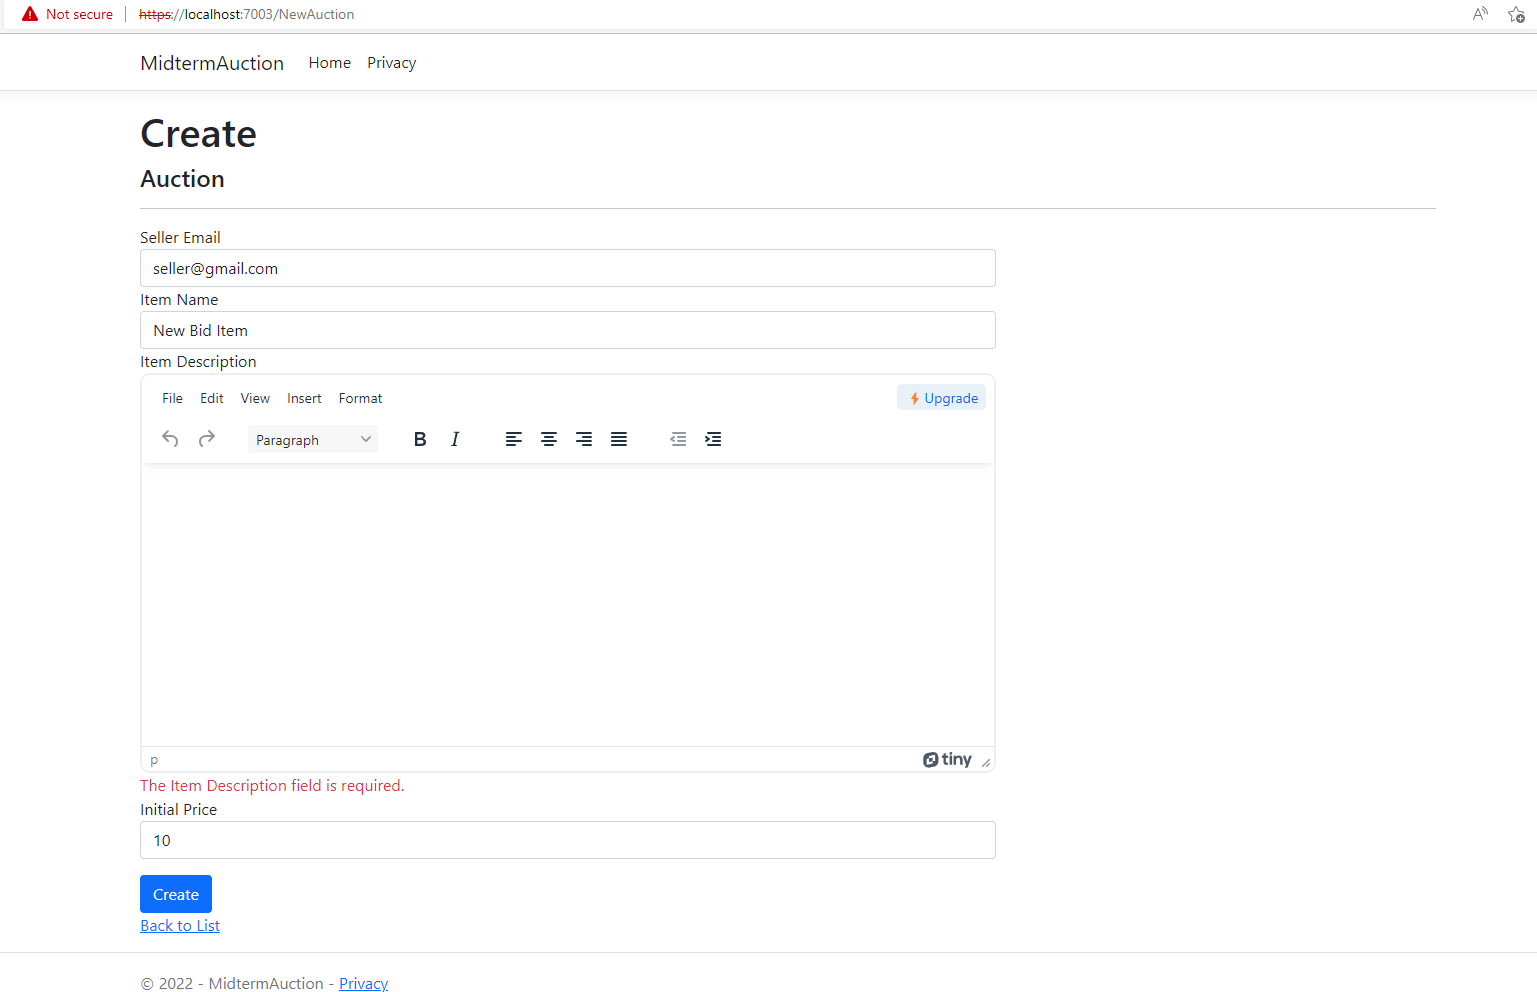 Not secure | https://localhost:7003/NewAuction
MidtermAuction Home Privacy
Create
Auction
Seller Email
seller@gmail.com
Item Name
New Bid Item
Item Description
File Edit View Insert Format Upgrade
Paragraph B I
p tiny
The Item Description field is required.
Initial Price
10
Create
Back to List
© 2022 - MidtermAuction - Privacy